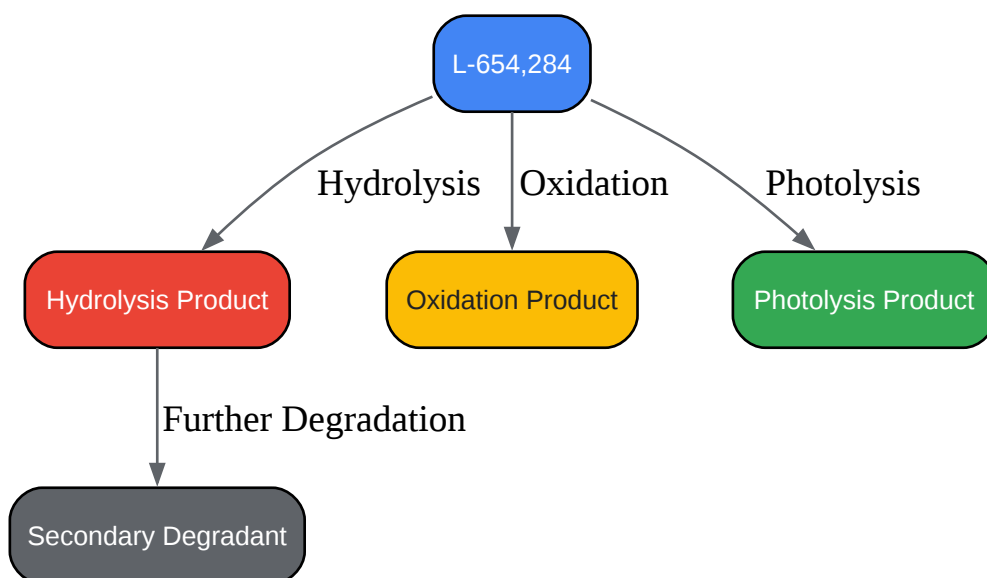 L-654,284
Hydrolysis
Oxidation
Photolysis
Hydrolysis Product
Oxidation Product
Photolysis Product
Further Degradation
Secondary Degradant